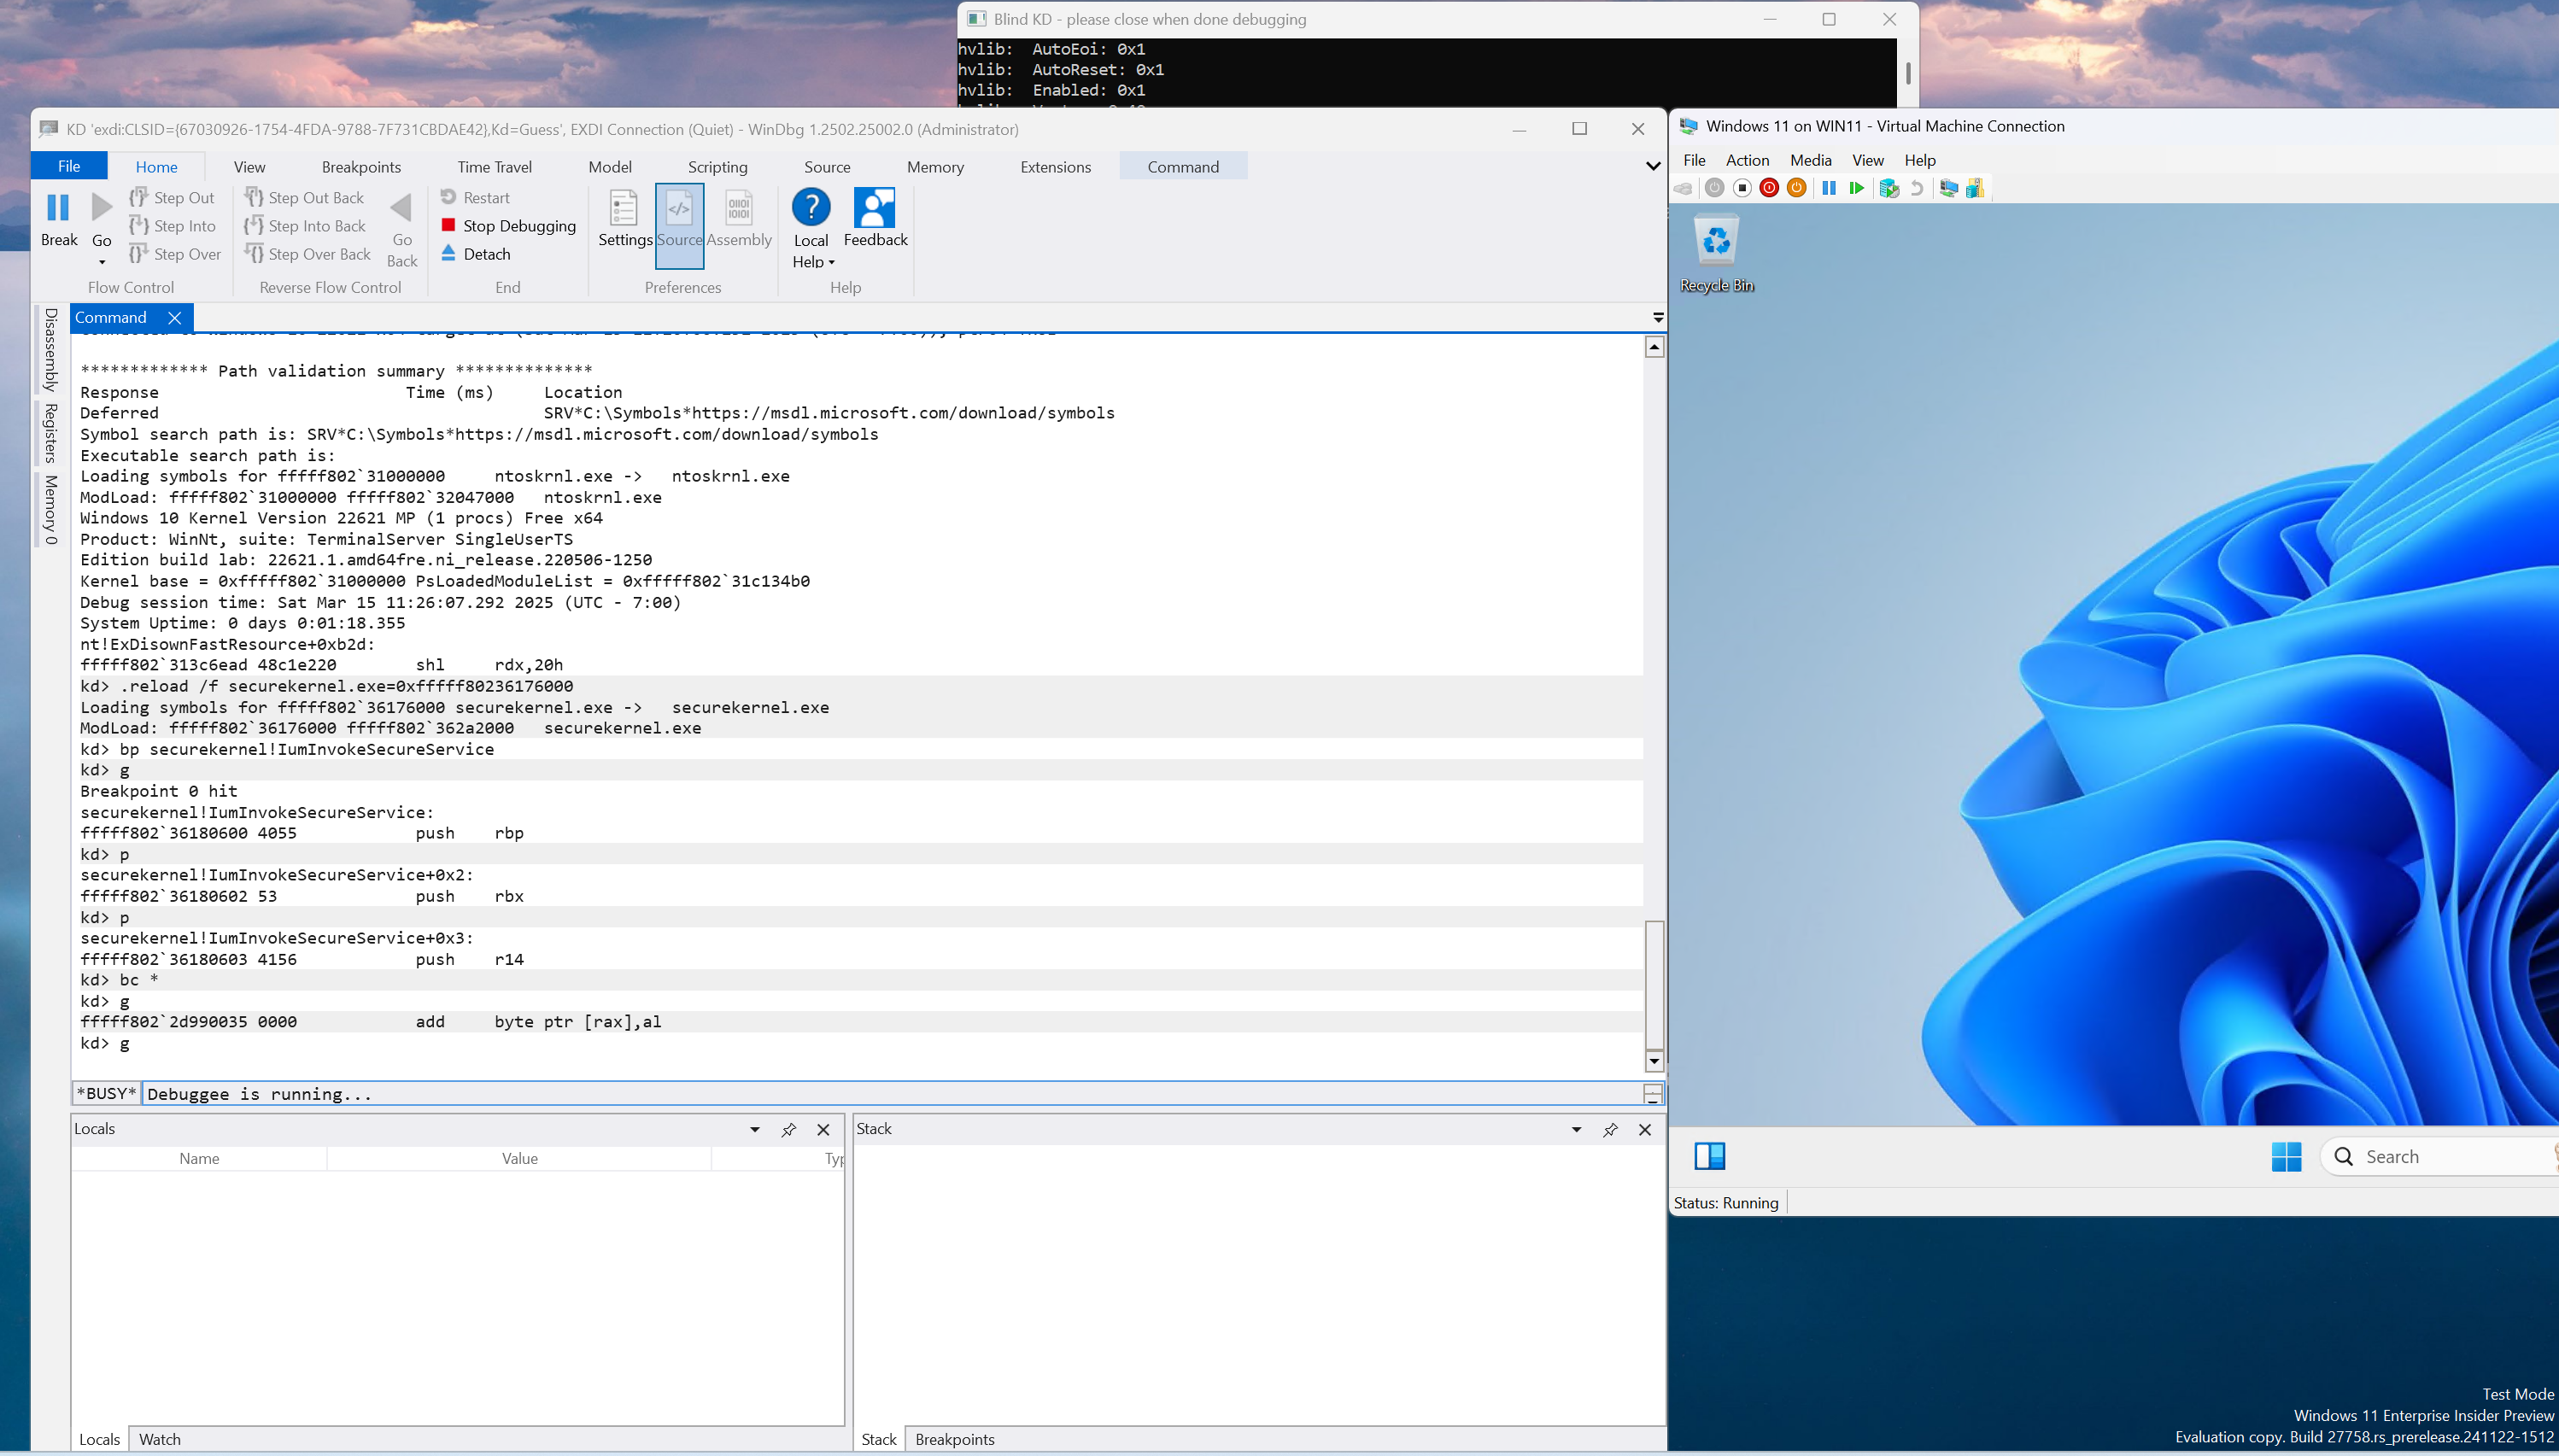 Blind KD - please close when done debugging
hvlib:  AutoEoi: 0x1
hvlib:  AutoReset: 0x1
hvlib:  Enabled: 0x1
KD 'exdi:CLSID={67030926-1754-4FDA-9788-7F731CBDAE42},Kd=Guess', EXDI Connection (Quiet) - WinDbg 1.2502.25002.0 (Administrator)
File Home View Breakpoints Time Travel Model Scripting Source Memory Extensions Command
Break
Go
Step Out
Step Into
Step Over
Flow Control
Step Out Back
Step Into Back
Step Over Back
Go Back
Reverse Flow Control
Restart
Stop Debugging
Detach
End
Settings
Source
Assembly
Preferences
Local Help
Feedback
Help
Disassembly
Registers
Memory 0
Command
************* Path validation summary **************
Response                         Time (ms)     Location
Deferred                                       SRV*C:\Symbols*https://msdl.microsoft.com/download/symbols
Symbol search path is: SRV*C:\Symbols*https://msdl.microsoft.com/download/symbols
Executable search path is:
Loading symbols for fffff802`31000000     ntoskrnl.exe ->   ntoskrnl.exe
ModLoad: fffff802`31000000 fffff802`32047000   ntoskrnl.exe
Windows 10 Kernel Version 22621 MP (1 procs) Free x64
Product: WinNt, suite: TerminalServer SingleUserTS
Edition build lab: 22621.1.amd64fre.ni_release.220506-1250
Kernel base = 0xfffff802`31000000 PsLoadedModuleList = 0xfffff802`31c134b0
Debug session time: Sat Mar 15 11:26:07.292 2025 (UTC - 7:00)
System Uptime: 0 days 0:01:18.355
nt!ExDisownFastResource+0xb2d:
fffff802`313c6ead 48c1e220        shl     rdx,20h
kd> .reload /f securekernel.exe=0xfffff80236176000
Loading symbols for fffff802`36176000 securekernel.exe ->   securekernel.exe
ModLoad: fffff802`36176000 fffff802`362a2000   securekernel.exe
kd> bp securekernel!IumInvokeSecureService
kd> g
Breakpoint 0 hit
securekernel!IumInvokeSecureService:
fffff802`36180600 4055            push    rbp
kd> p
securekernel!IumInvokeSecureService+0x2:
fffff802`36180602 53              push    rbx
kd> p
securekernel!IumInvokeSecureService+0x3:
fffff802`36180603 4156            push    r14
kd> bc *
kd> g
fffff802`2d990035 0000            add     byte ptr [rax],al
kd> g
*BUSY* Debuggee is running...
Locals
Name Value Typ
Locals Watch
Stack
Stack Breakpoints
Windows 11 on WIN11 - Virtual Machine Connection
File Action Media View Help
Recycle Bin
Search
Status: Running
Test Mode
Windows 11 Enterprise Insider Preview
Evaluation copy. Build 27758.rs_prerelease.241122-1512